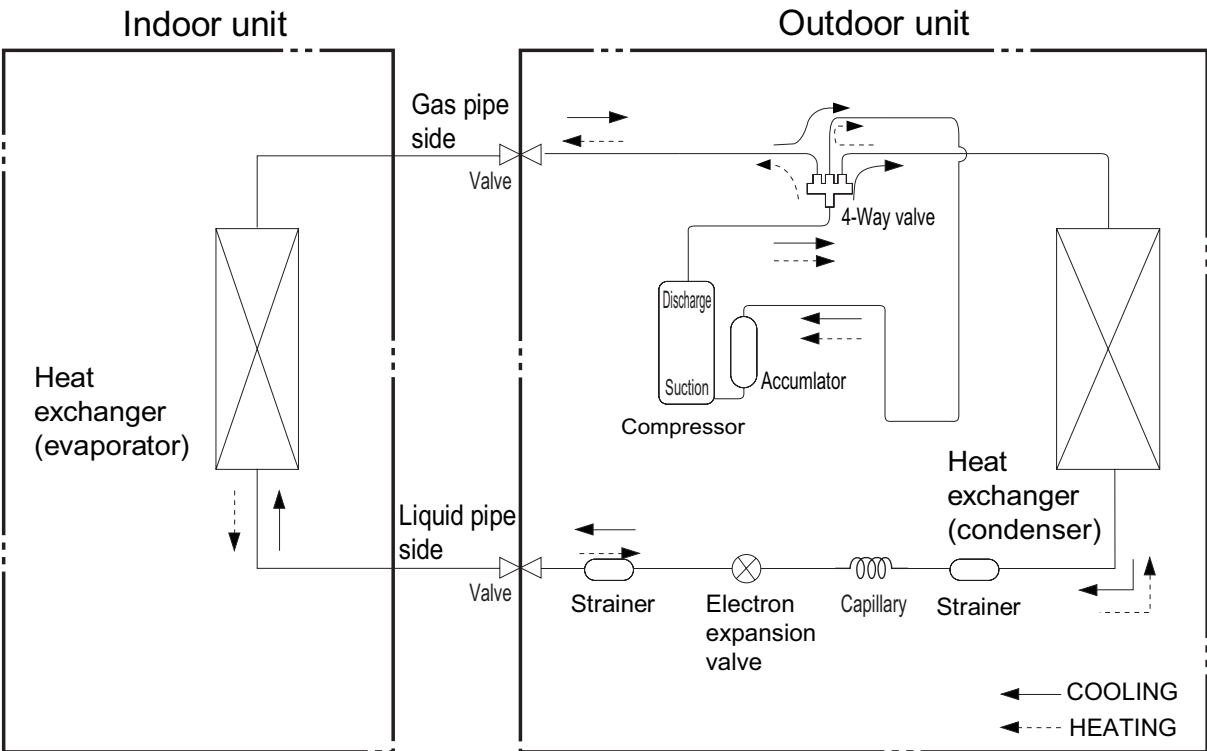 Indoor unit
Outdoor unit
Gas pipe
side
Valve
4-Way valve
Discharge
Suction
Accumlator
Compressor
Heat
exchanger
(evaporator)
Heat
exchanger
(condenser)
Liquid pipe
side
Valve
Strainer
Electron
expansion
valve
Capillary
Strainer
COOLING
HEATING